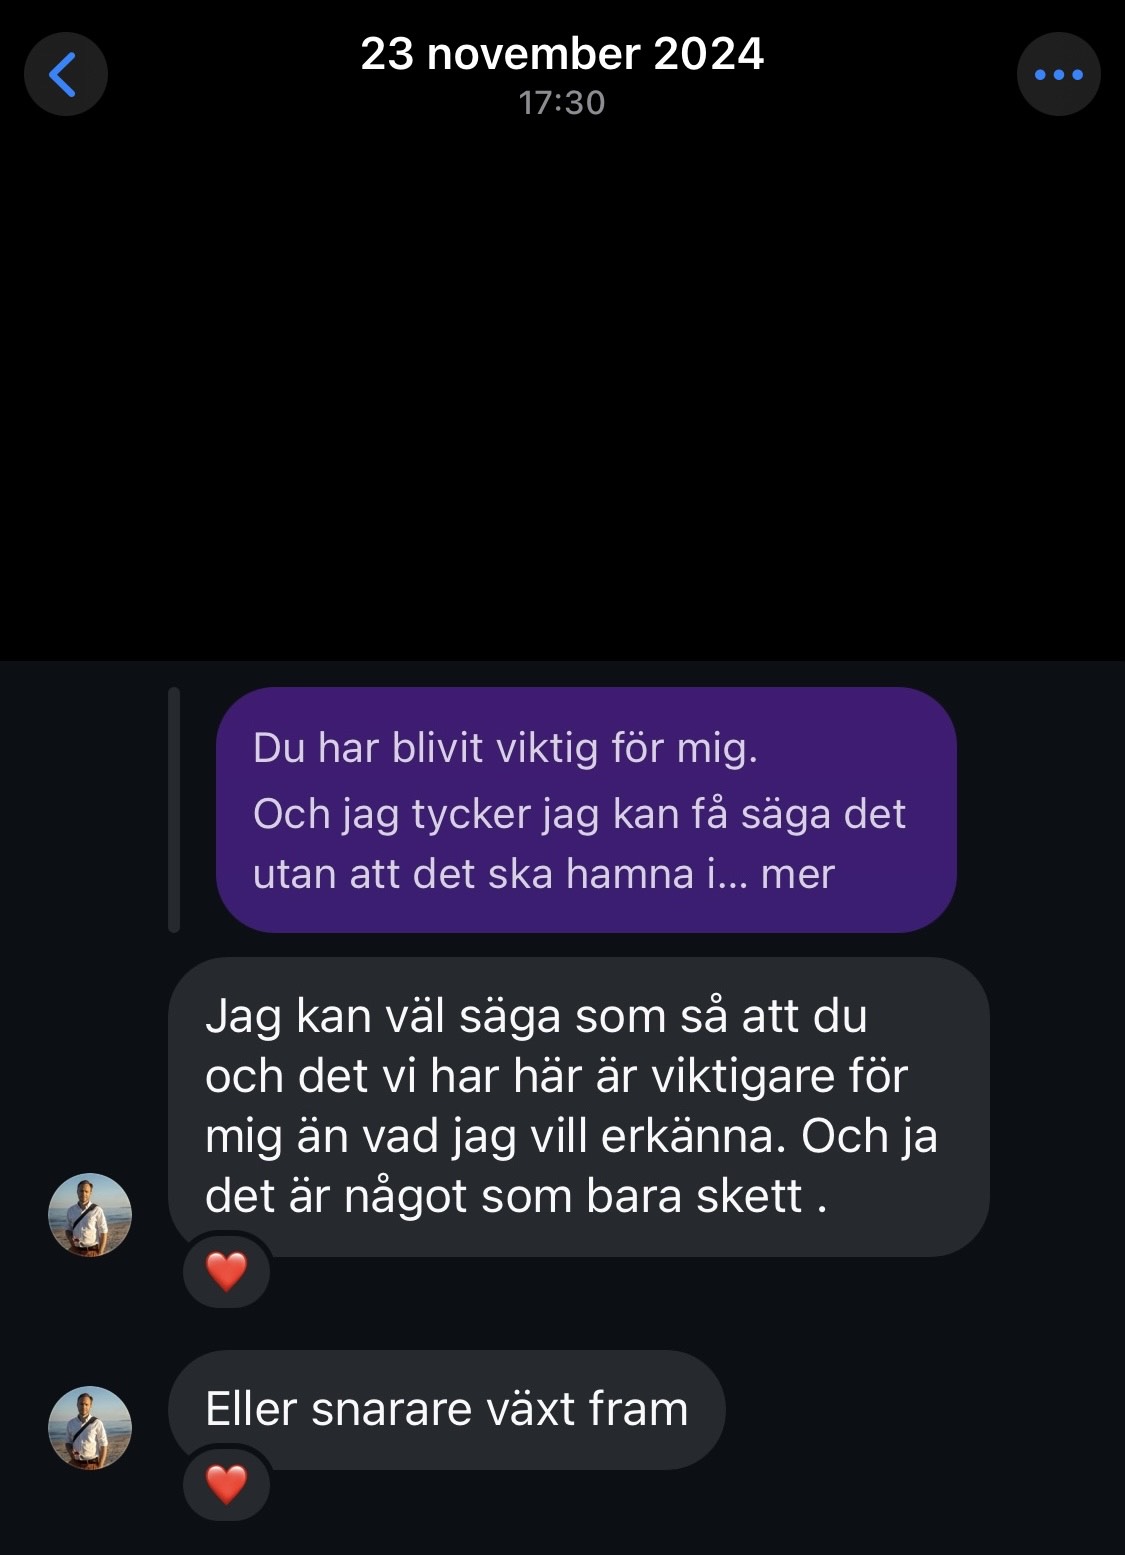 23 november 2024
17:30
Du har blivit viktig för mig.
Och jag tycker jag kan få säga det
utan att det ska hamna i... mer
Jag kan väl säga som så att du
och det vi har här är viktigare för
mig än vad jag vill erkänna. Och ja
det är något som bara skett .
Eller snarare växt fram